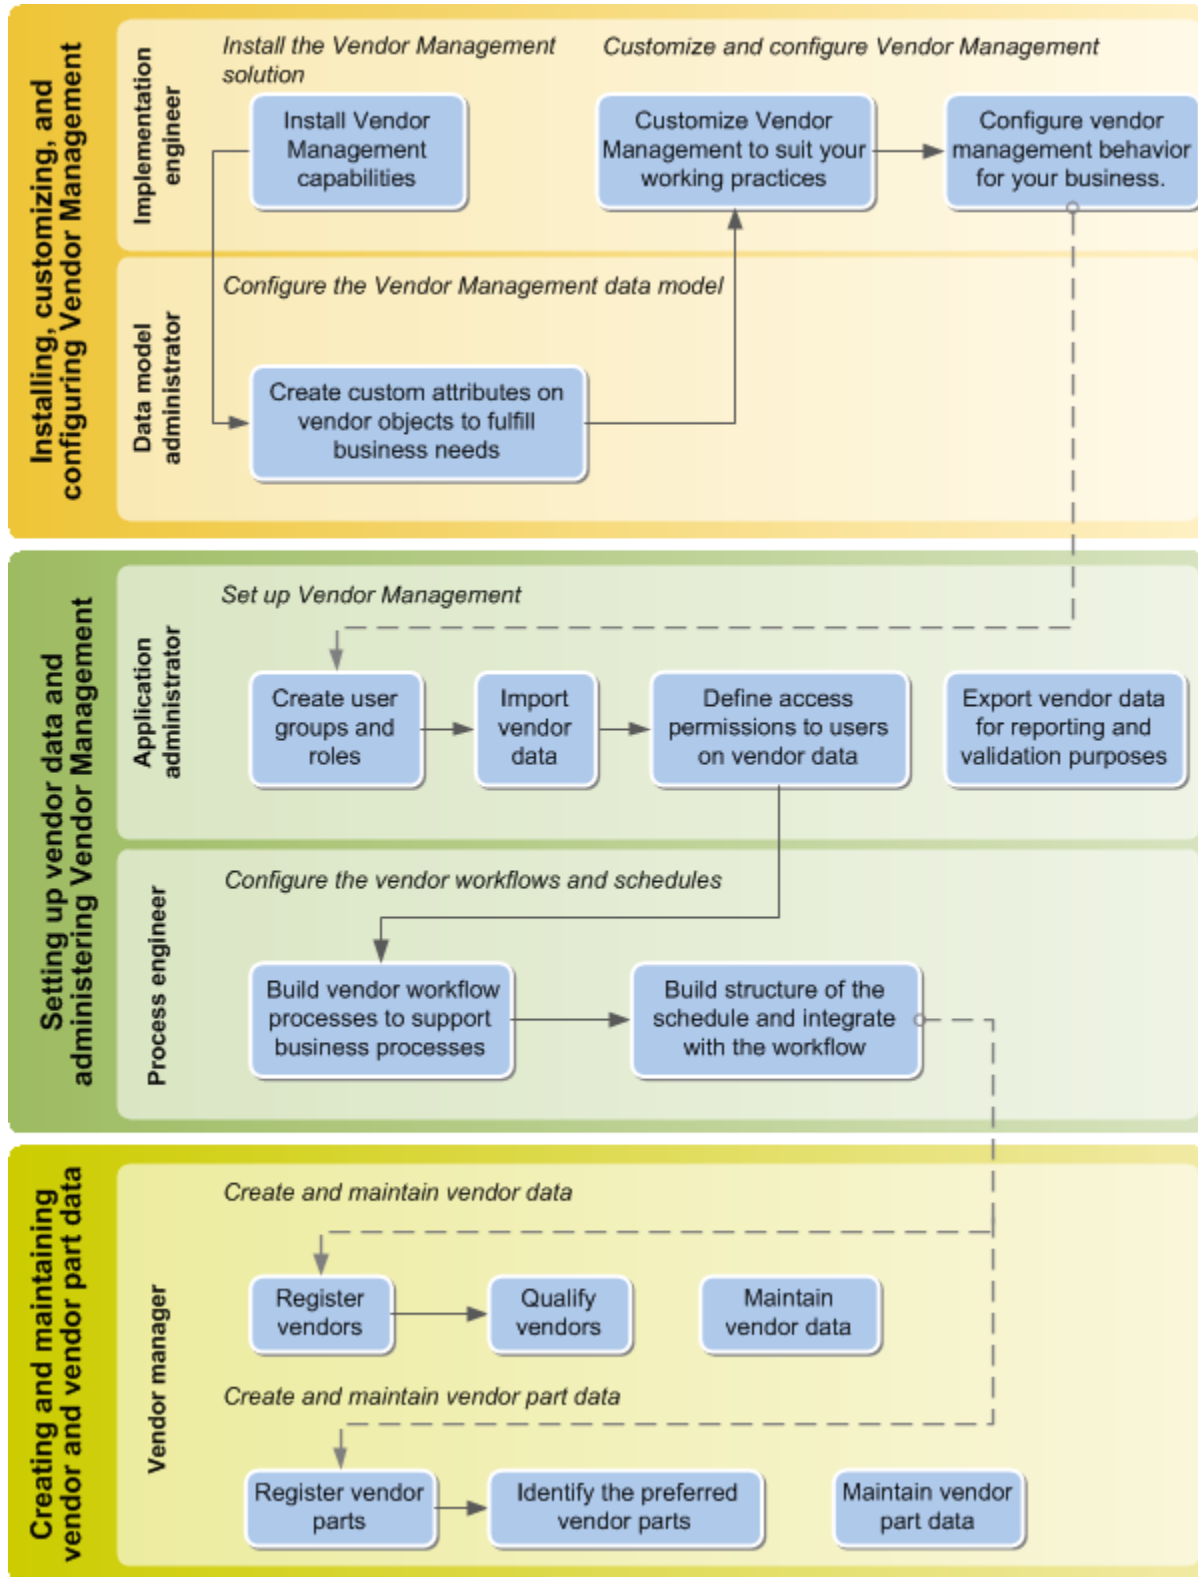 Installing, customizing, and
configuring Vendor Management
Implementation
engineer
Install the Vendor Management
solution
Install Vendor
Management
capabilities
Customize and configure Vendor Management
Customize Vendor
Management to suit your
working practices
Configure vendor
management behavior
for your business.
Data model
administrator
Configure the Vendor Management data model
Create custom attributes on
vendor objects to fulfill
business needs
Setting up vendor data and
administering Vendor Management
Application
administrator
Set up Vendor Management
Create user
groups and
roles
Import
vendor
data
Define access
permissions to users
on vendor data
Export vendor data
for reporting and
validation purposes
Process engineer
Configure the vendor workflows and schedules
Build vendor workflow
processes to support
business processes
Build structure of the
schedule and integrate
with the workflow
Creating and maintaining
vendor and vendor part data
Vendor manager
Create and maintain vendor data
Register
vendors
Qualify
vendors
Maintain
vendor data
Create and maintain vendor part data
Register vendor
parts
Identify the preferred
vendor parts
Maintain vendor
part data